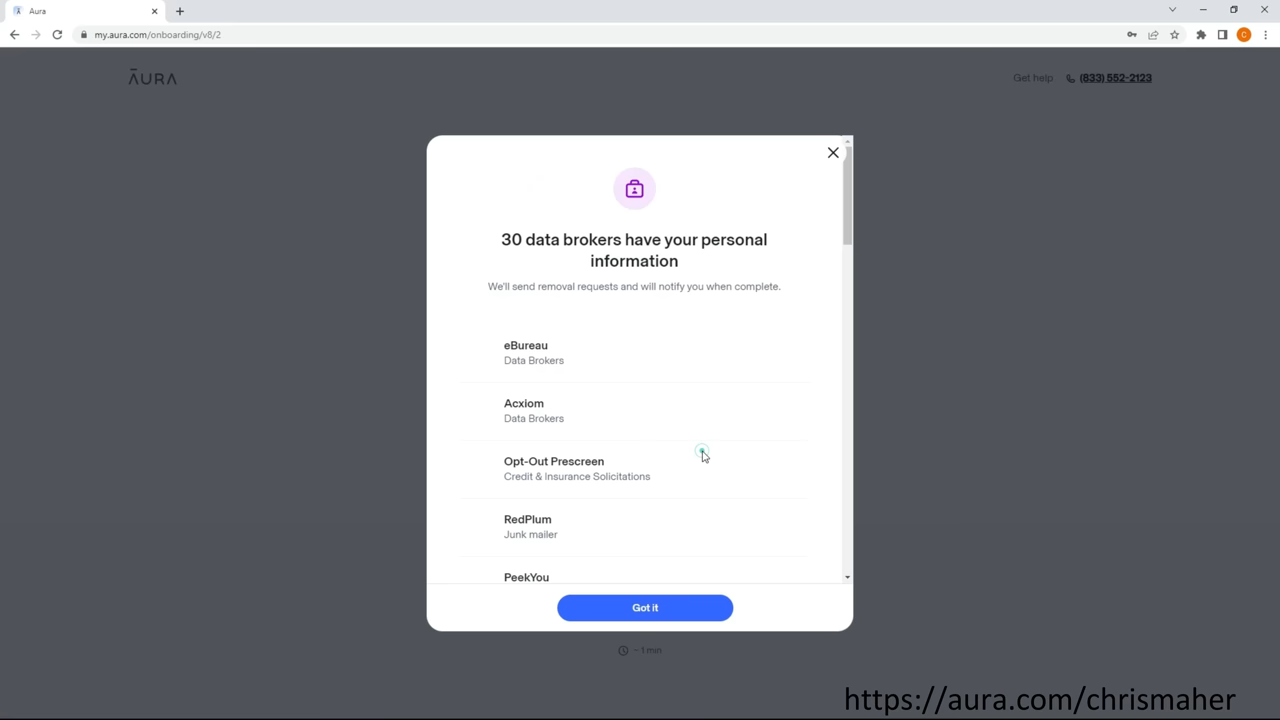 Aura
my.aura.com/onboarding/v8/2
C
AURA
Get help
(833) 552-2123
30 data brokers have your personal
information
We'll send removal requests and will notify you when complete.
eBureau
Data Brokers
Acxiom
Data Brokers
Opt-Out Prescreen
Credit & Insurance Solicitations
RedPlum
Junk mailer
PeekYou
Got it
~ 1 min
https://aura.com/chrismaher